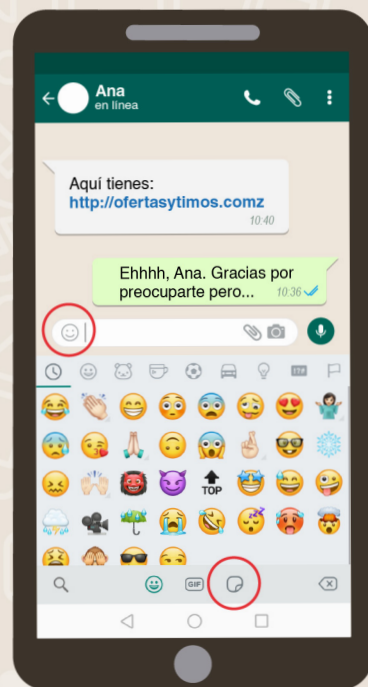 Ana
en línea
Aquí tienes:
http://ofertasytimos.comz
10:40
Ehhhh, Ana. Gracias por
preocuparte pero... 10:36
TOP
GIF